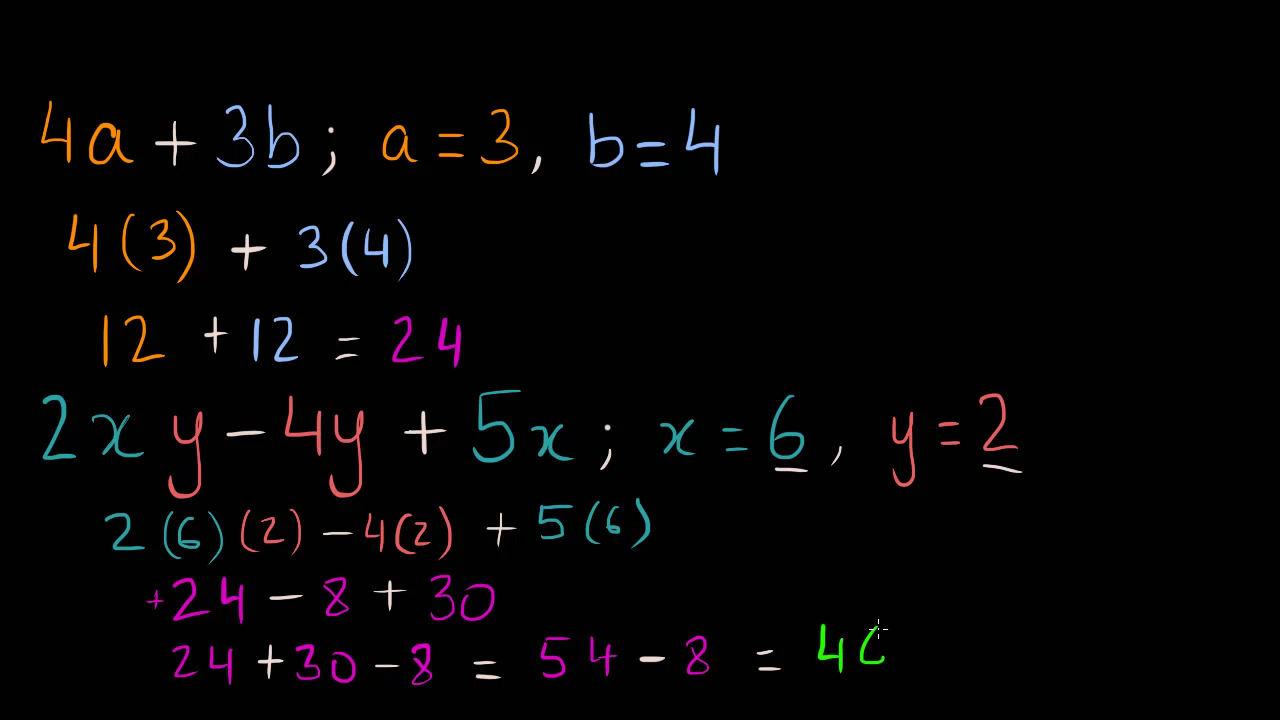 4a + 3b; a = 3, b = 4
4(3) + 3(4)
12 + 12 = 24
2xy - 4y + 5x; x = 6, y = 2
2(6)(2) - 4(2) + 5(6)
+24 - 8 + 30
24 + 30 - 8 = 54 - 8 = 4